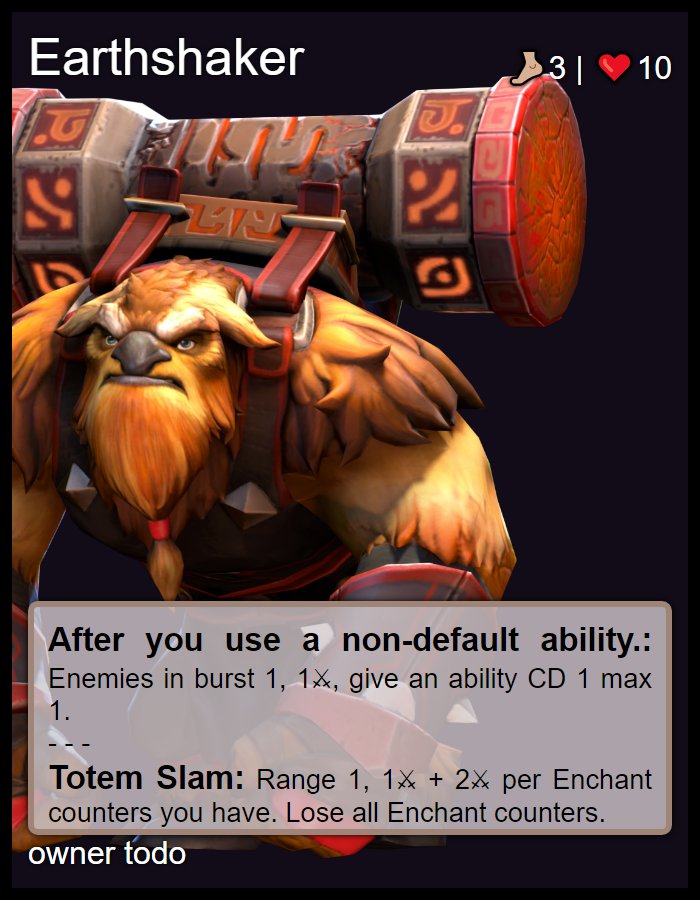 Earthshaker
🦶3 | ❤️ 10
After you use a non-default ability.:
Enemies in burst 1, 1⚔, give an ability CD 1 max
1.
- - -
Totem Slam: Range 1, 1⚔ + 2⚔ per Enchant
counters you have. Lose all Enchant counters.
owner todo